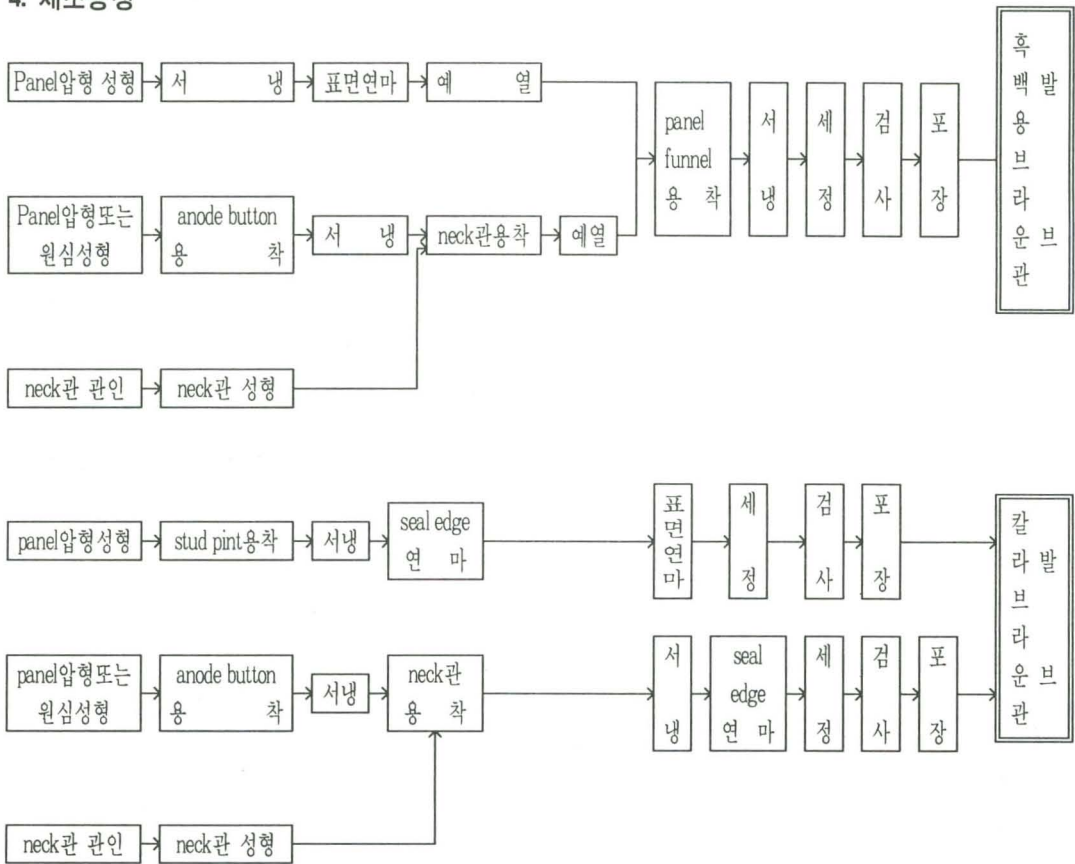 4. 제조공정
Panel압형 성형
서 냉
표면연마
예 열
Panel압형또는
원심성형
anode button
용 착
서 냉
neck관용착
예열
neck관 관인
neck관 성형
panel
funnel
용 착
서
냉
세
정
검
사
포
장
흑
백 발
용
브
라
운 브
관
panel압형성형
stud pint용착
서냉
seal edge
연 마
표
면
연
마
세
정
검
사
포
장
panel압형또는
원심성형
anode button
용 착
서냉
neck관
용 착
서
냉
seal
edge
연 마
세
정
검
사
포
장
neck관 관인
neck관 성형
칼
라 발
브
라
운 브
관